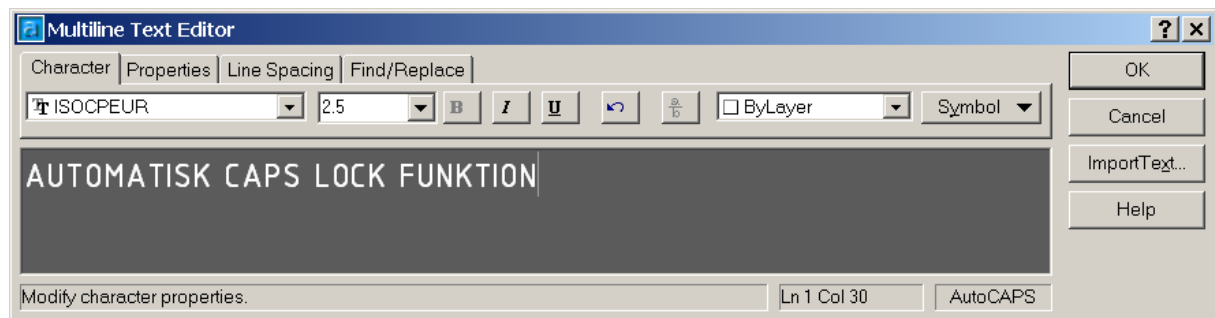 Multiline Text Editor
Character Properties Line Spacing Find/Replace OK
ISOCPEUR 2.5 B I U a/b ByLayer Symbol Cancel
AUTOMATISK CAPS LOCK FUNKTION
ImportText...
Help
Modify character properties. Ln 1 Col 30 AutoCAPS